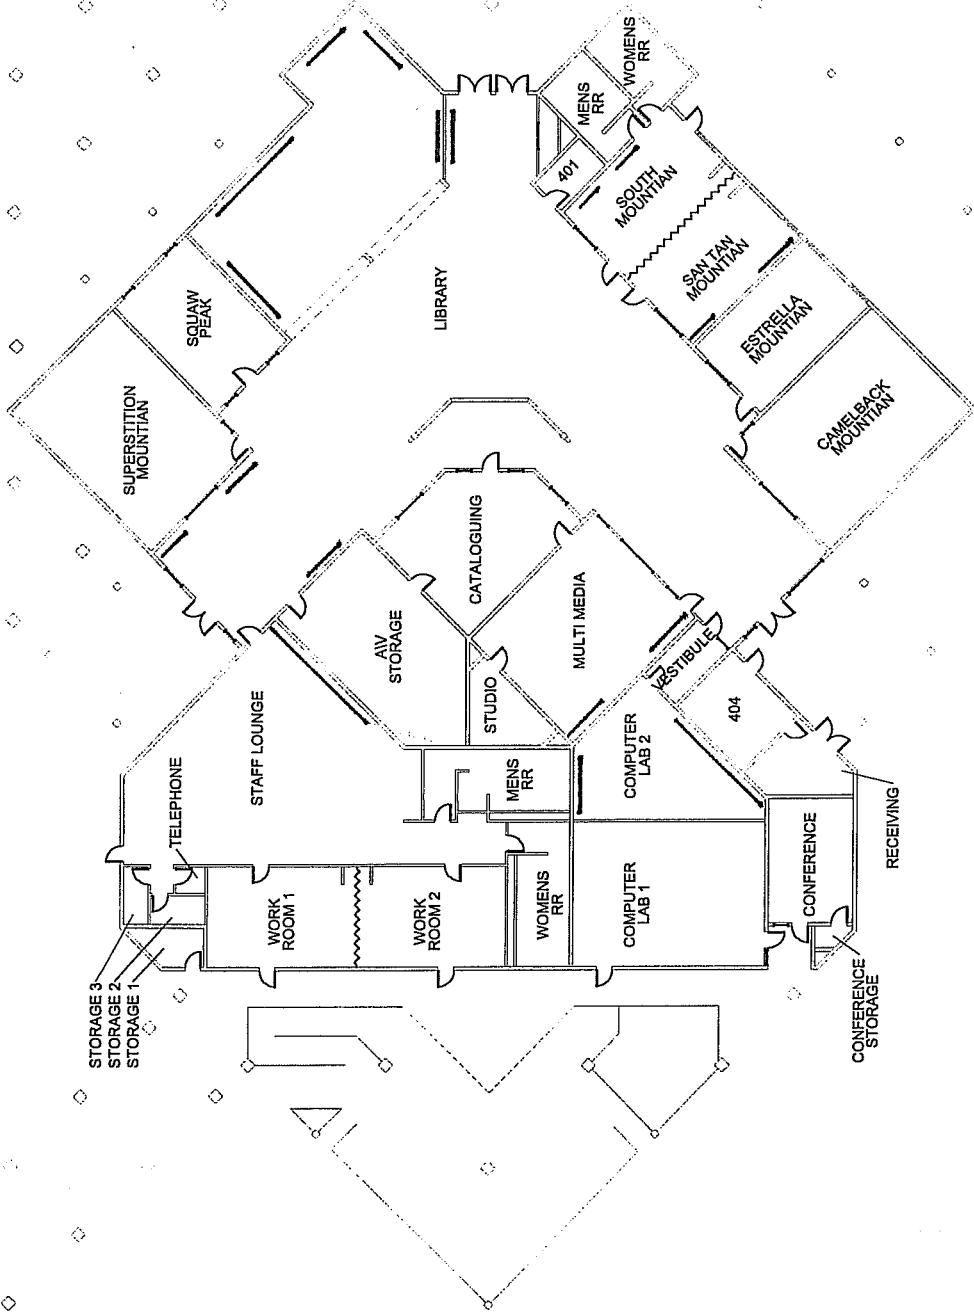 WOMENS
RR
MENS
RR
401
SOUTH
MOUNTIAN
SAN TAN
MOUNTIAN
ESTRELLA
MOUNTIAN
CAMELBACK
MOUNTIAN
LIBRARY
SQUAW
PEAK
SUPERSTITION
MOUNTIAN
CATALOGUING
A\V
STORAGE
MULTI MEDIA
STUDIO
VESTIBULE
404
STAFF LOUNGE
TELEPHONE
MENS
RR
COMPUTER
LAB 2
RECEIVING
CONFERENCE
WORK
ROOM 1
WORK
ROOM 2
WOMENS
RR
COMPUTER
LAB 1
STORAGE 3
STORAGE 2
STORAGE 1
CONFERENCE
STORAGE